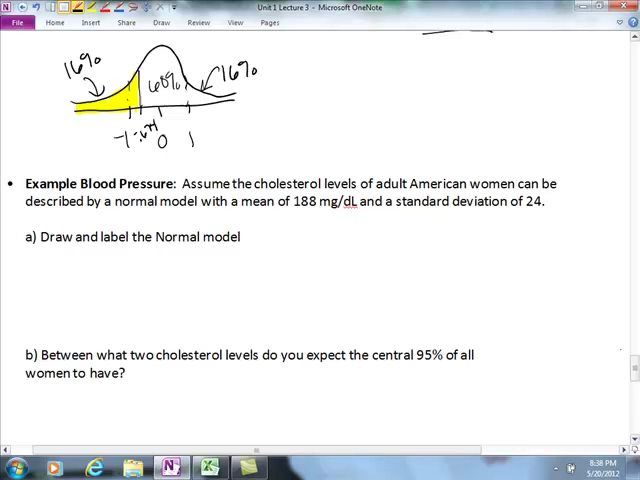 Unit 1 Lecture 3 - Microsoft OneNote
File Home Insert Share Draw Review View Pages
16%
68%
16%
-1
0
1
• Example Blood Pressure: Assume the cholesterol levels of adult American women can be
described by a normal model with a mean of 188 mg/dL and a standard deviation of 24.
a) Draw and label the Normal model
b) Between what two cholesterol levels do you expect the central 95% of all
women to have?
8:38 PM
5/20/2012